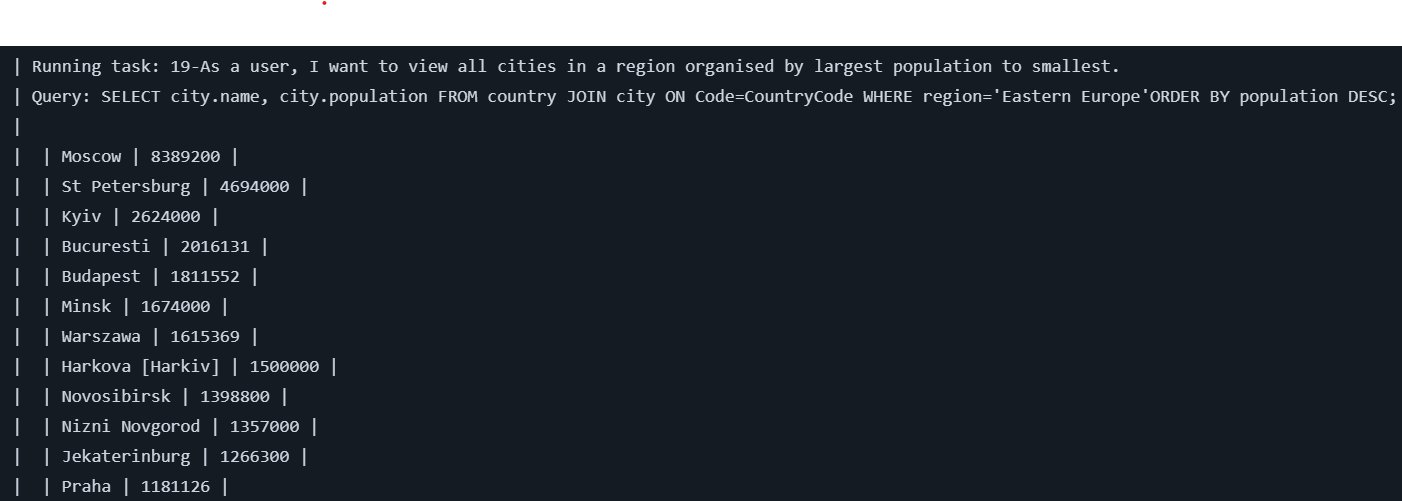 | Running task: 19-As a user, I want to view all cities in a region organised by largest population to smallest.
| Query: SELECT city.name, city.population FROM country JOIN city ON Code=CountryCode WHERE region='Eastern Europe'ORDER BY population DESC;
|
| | Moscow | 8389200 |
| | St Petersburg | 4694000 |
| | Kyiv | 2624000 |
| | Bucuresti | 2016131 |
| | Budapest | 1811552 |
| | Minsk | 1674000 |
| | Warszawa | 1615369 |
| | Harkova [Harkiv] | 1500000 |
| | Novosibirsk | 1398800 |
| | Nizni Novgorod | 1357000 |
| | Jekaterinburg | 1266300 |
| | Praha | 1181126 |